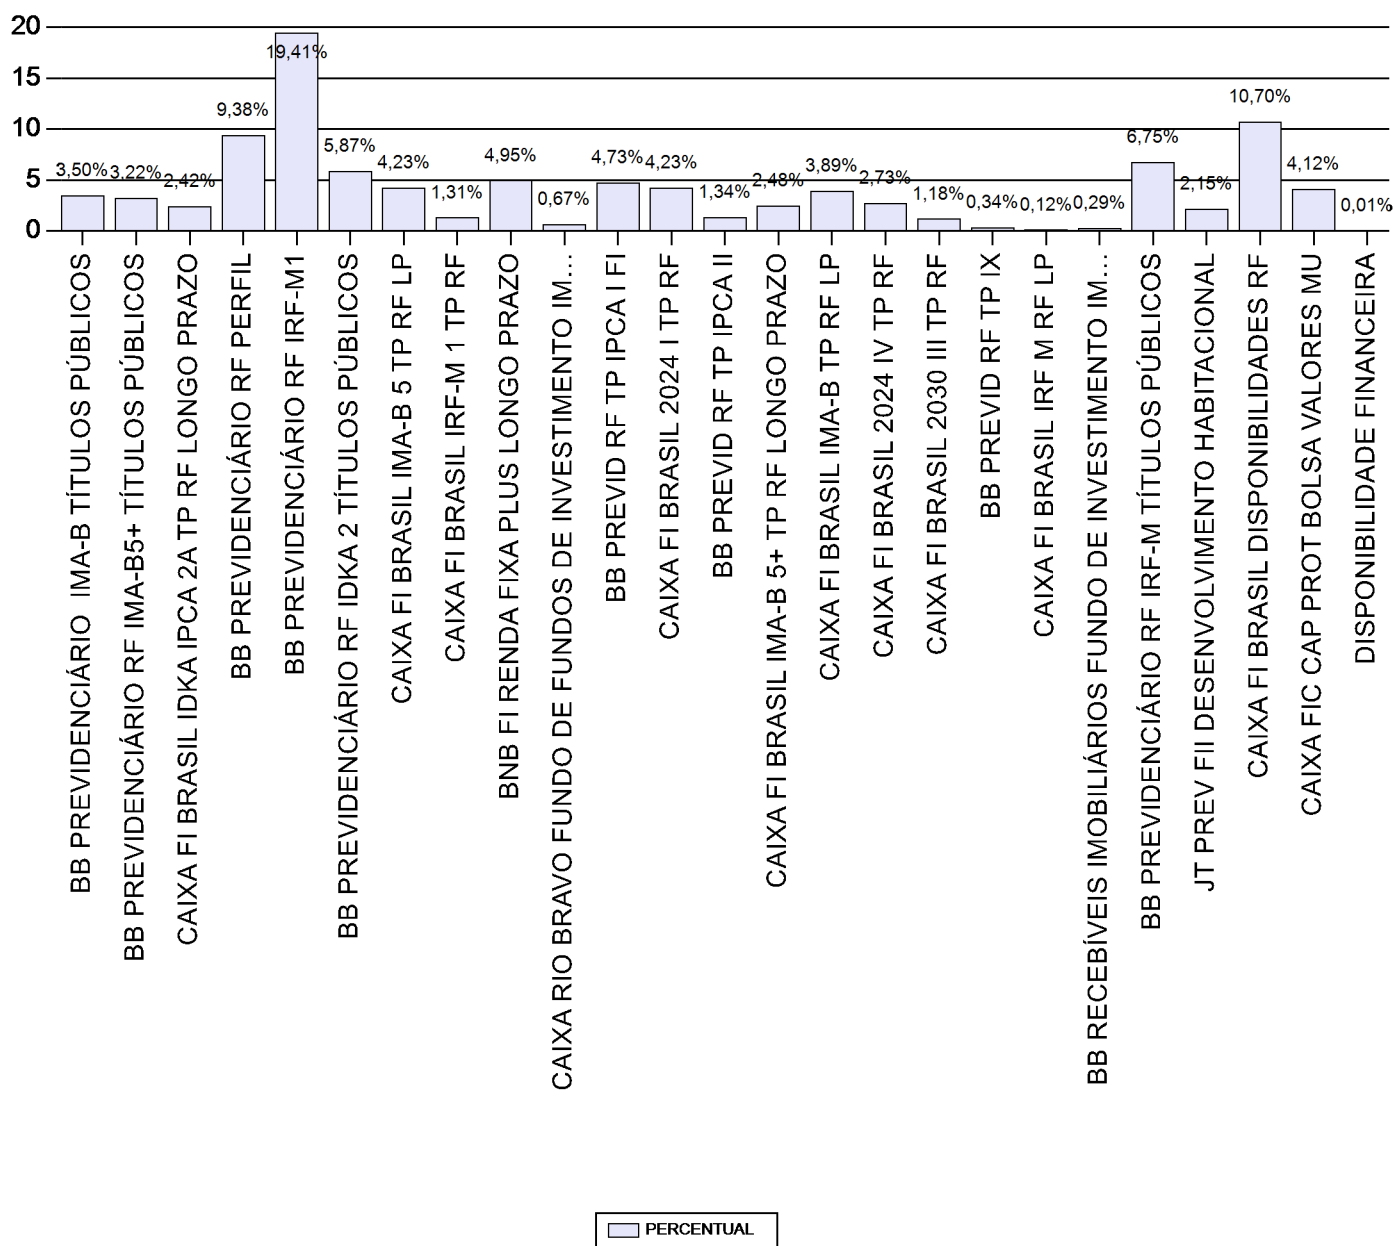 20
15
10
5
0
3,50%
3,22%
2,42%
9,38%
19,41%
5,87%
4,23%
1,31%
4,95%
0,67%
4,73%
4,23%
1,34%
2,48%
3,89%
2,73%
1,18%
0,34%
0,12%
0,29%
6,75%
2,15%
10,70%
4,12%
0,01%
BB PREVIDENCIÁRIO  IMA-B TÍTULOS PÚBLICOS
BB PREVIDENCIÁRIO RF IMA-B5+ TÍTULOS PÚBLICOS
CAIXA FI BRASIL IDKA IPCA 2A TP RF LONGO PRAZO
BB PREVIDENCIÁRIO RF PERFIL
BB PREVIDENCIÁRIO RF IRF-M1
BB PREVIDENCIÁRIO RF IDKA 2 TÍTULOS PÚBLICOS
CAIXA FI BRASIL IMA-B 5 TP RF LP
CAIXA FI BRASIL IRF-M 1 TP RF
BNB FI RENDA FIXA PLUS LONGO PRAZO
CAIXA RIO BRAVO FUNDO DE FUNDOS DE INVESTIMENTO IM...
BB PREVID RF TP IPCA I FI
CAIXA FI BRASIL 2024 I TP RF
BB PREVID RF TP IPCA II
CAIXA FI BRASIL IMA-B 5+ TP RF LONGO PRAZO
CAIXA FI BRASIL IMA-B TP RF LP
CAIXA FI BRASIL 2024 IV TP RF
CAIXA FI BRASIL 2030 III TP RF
BB PREVID RF TP IX
CAIXA FI BRASIL IRF M RF LP
BB RECEBÍVEIS IMOBILIÁRIOS FUNDO DE INVESTIMENTO IM...
BB PREVIDENCIÁRIO RF IRF-M TÍTULOS PÚBLICOS
JT PREV FII DESENVOLVIMENTO HABITACIONAL
CAIXA FI BRASIL DISPONIBILIDADES RF
CAIXA FIC CAP PROT BOLSA VALORES MU
DISPONIBILIDADE FINANCEIRA
PERCENTUAL